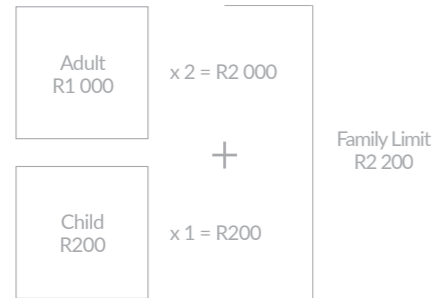 Adult
R1 000
x 2 = R2 000
+
Family Limit
R2 200
Child
R200
x 1 = R200